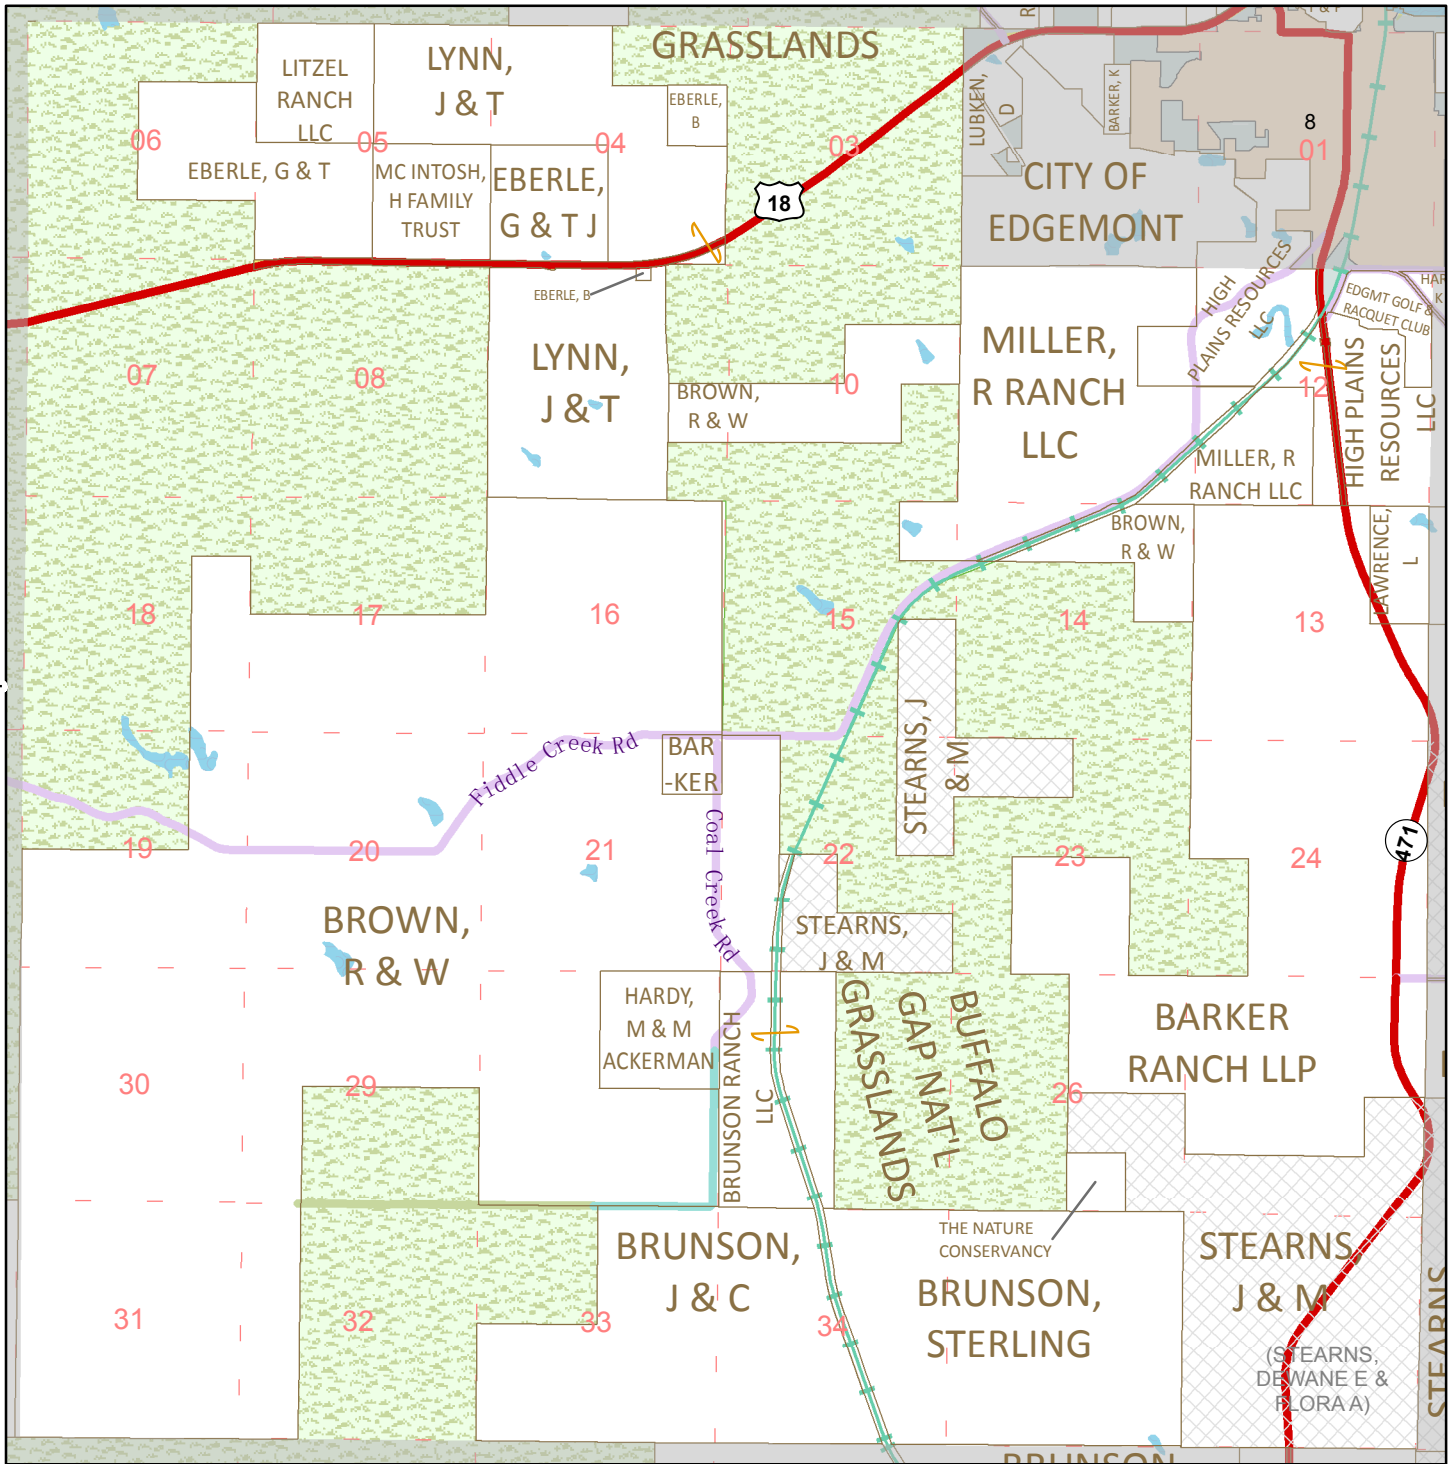 GRASSLANDS
LITZEL
RANCH
LLC
LYNN,
J & T
EBERLE,
B
LUBKEN,
D
BARKER, K
8
06
05
04
03
01
EBERLE, G & T
MC INTOSH,
H FAMILY
TRUST
EBERLE,
G & T J
18
CITY OF
EDGEMONT
EBERLE, B
HIGH
PLAINS RESOURCES
LLC
EDGMT GOLF &
RACQUET CLUB
HAR
K
LYNN,
J & T
MILLER,
R RANCH
LLC
07
08
10
12
BROWN,
R & W
HIGH PLAINS
RESOURCES
LLC
MILLER, R
RANCH LLC
BROWN,
R & W
LAWRENCE,
L
18
17
16
15
14
13
STEARNS, J
& M
Fiddle Creek Rd
BAR
-KER
Coal Creek Rd
19
20
21
22
23
24
471
BROWN,
R & W
STEARNS,
J & M
HARDY,
M & M
ACKERMAN
BRUNSON RANCH
LLC
BUFFALO
GAP NAT'L
GRASSLANDS
BARKER
RANCH LLP
30
29
26
THE NATURE
CONSERVANCY
BRUNSON,
J & C
BRUNSON,
STERLING
STEARNS,
J & M
31
32
33
34
(STEARNS,
DEWANE E &
FLORA A)
STEARNS
BRUNSON